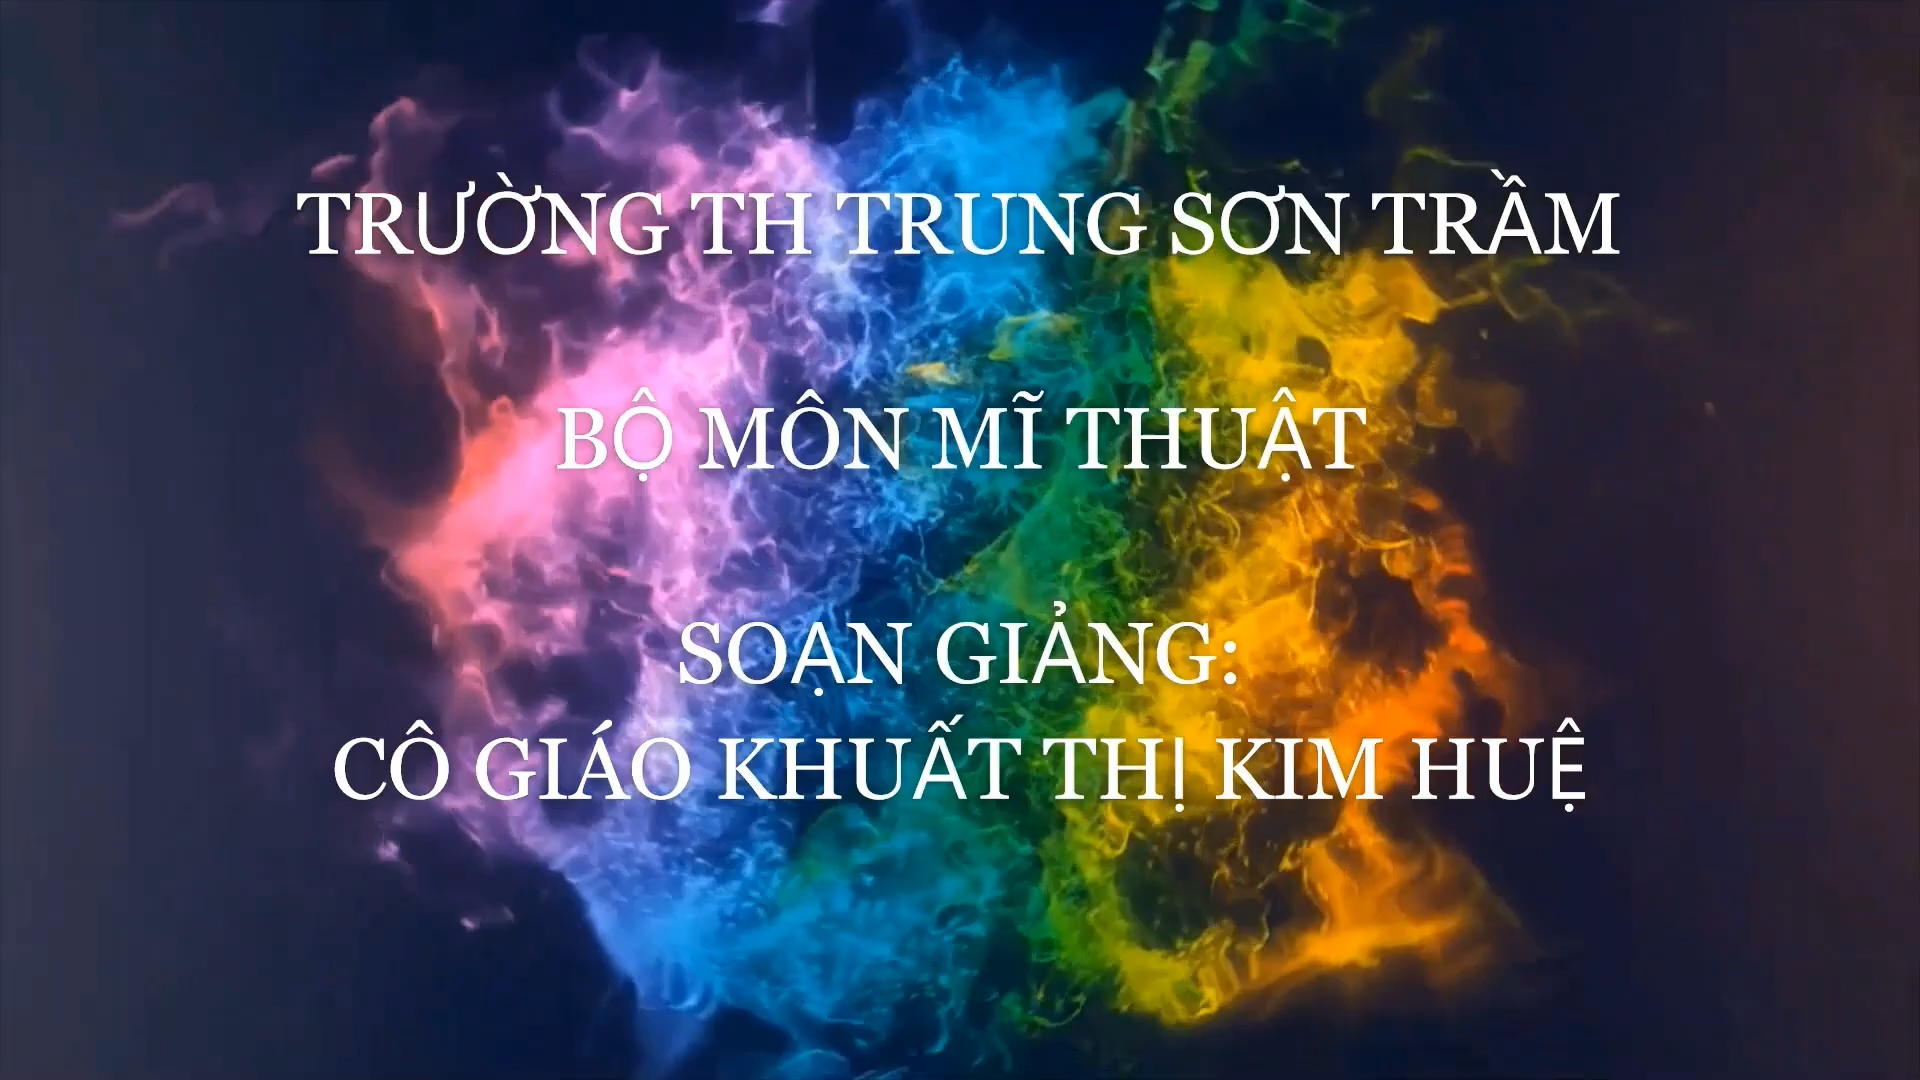 TRƯỜNG TH TRUNG SƠN TRẦM
BỘ MÔN MĨ THUẬT
SOẠN GIẢNG:
CÔ GIÁO KHUẤT THỊ KIM HUỆ